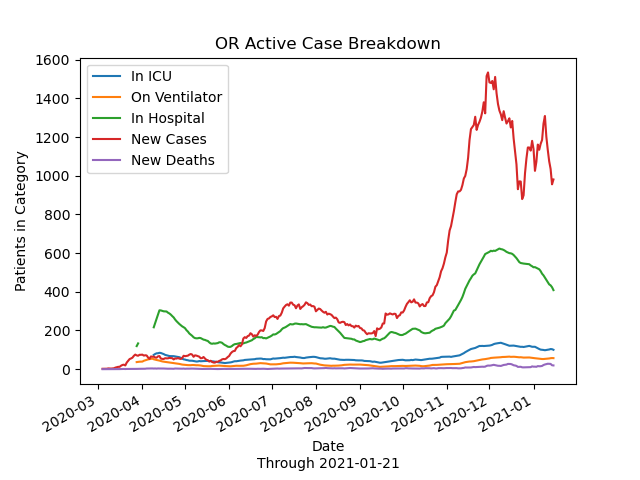 OR Active Case Breakdown
In ICU
On Ventilator
In Hospital
New Cases
New Deaths
Patients in Category
1600
1400
1200
1000
800
600
400
200
0
2020-03
2020-04
2020-05
2020-06
2020-07
2020-08
2020-09
2020-10
2020-11
2020-12
2021-01
Date
Through 2021-01-21